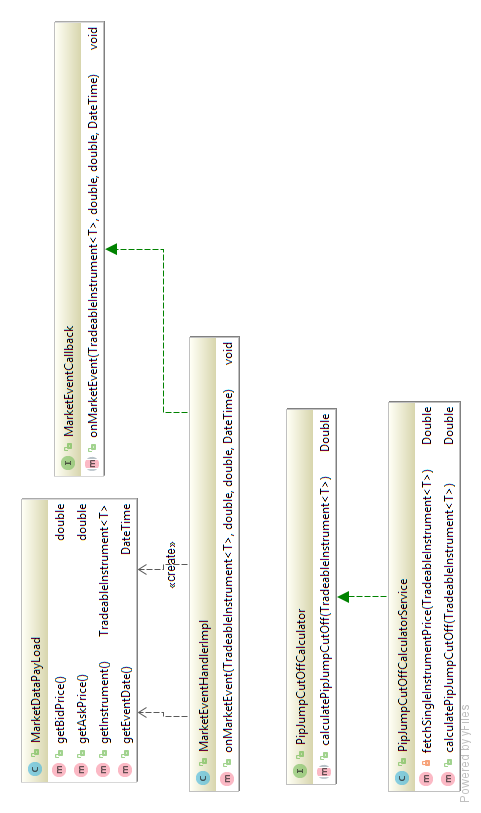 MarketEventCallback
onMarketEvent(TradeableInstrument<T>, double, double, DateTime) void
MarketDataPayLoad
getBidPrice() double
getAskPrice() double
getInstrument() TradeableInstrument<T>
getEventDate() DateTime
«create»
MarketEventHandlerImpl
onMarketEvent(TradeableInstrument<T>, double, double, DateTime) void
PipJumpCutOffCalculator
calculatePipJumpCutOff(TradeableInstrument<T>) Double
PipJumpCutOffCalculatorService
fetchSingleInstrumentPrice(TradeableInstrument<T>) Double
calculatePipJumpCutOff(TradeableInstrument<T>) Double
Powered by yFiles